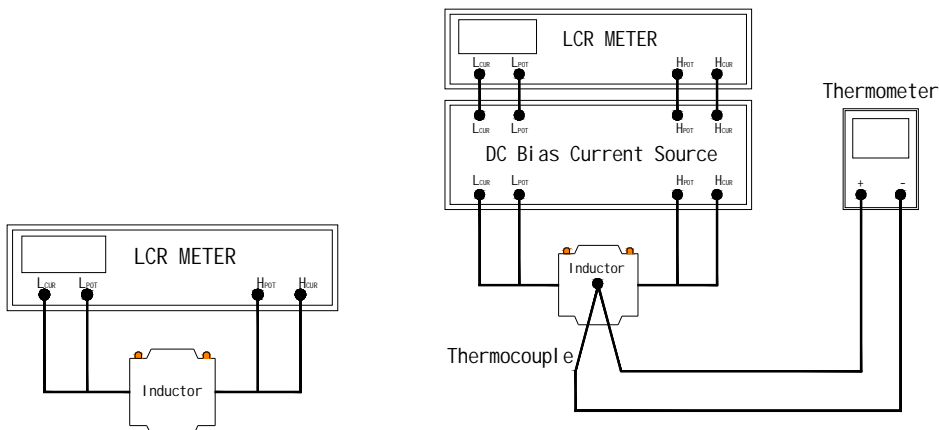 LCR METER
LCUR LPOT HPOT HCUR
Inductor
LCR METER
LCUR LPOT HPOT HCUR
LCUR LPOT HPOT HCUR
DC Bias Current Source
LCUR LPOT HPOT HCUR
Inductor
Thermocouple
Thermometer
+ -